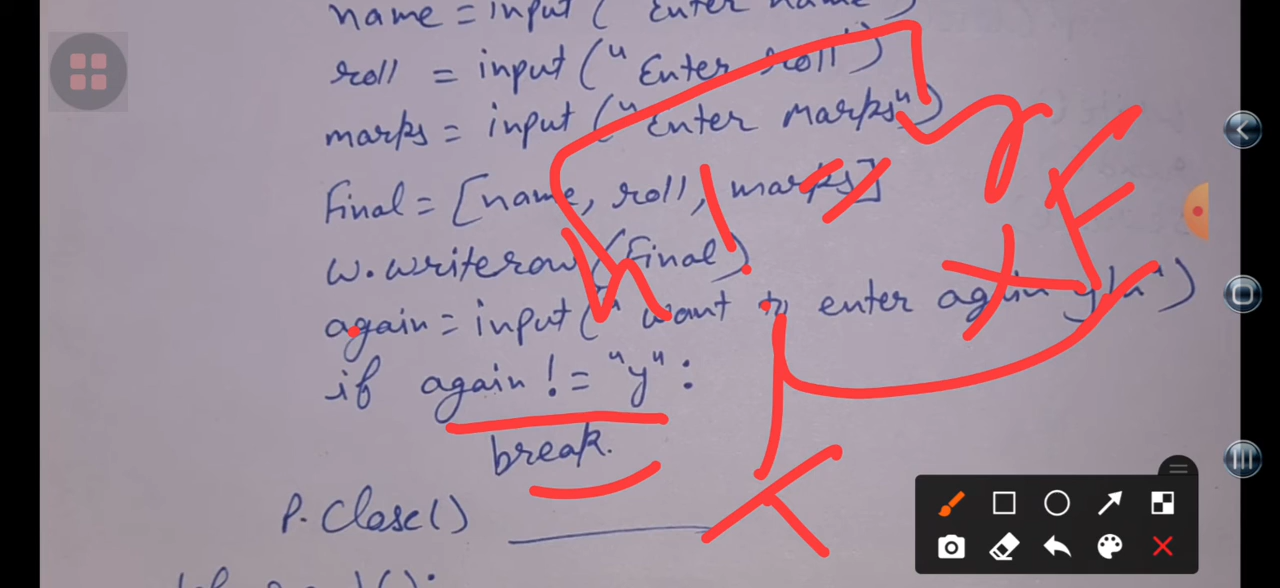 name = input ( " Enter name
roll = input (" Enter roll")
marks = input (" Enter marks")
final = [name, roll, marks]
w.writerow (final)
again = input (" want to enter again y/n")
if again != "y":
break.
P. Close()